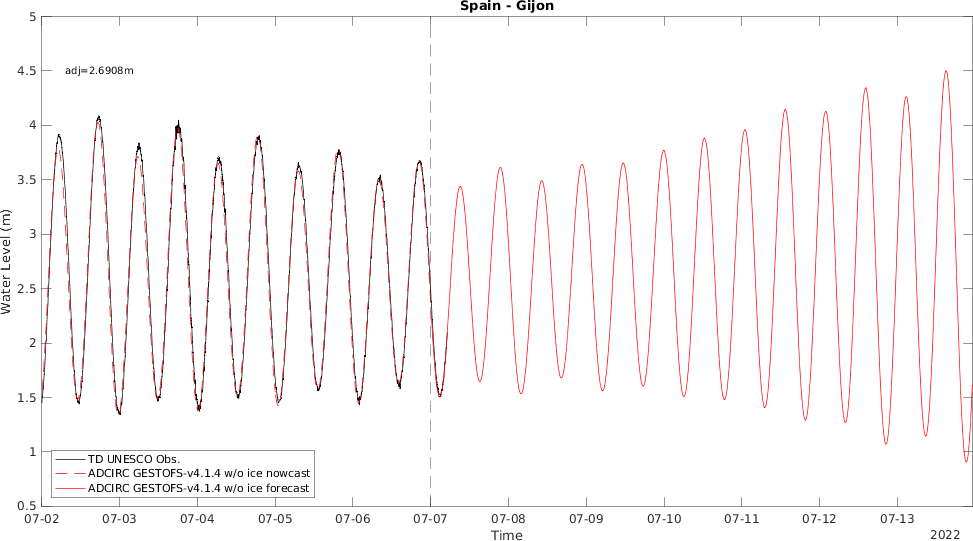 Spain - Gijon
5
4.5
adj=2.6908m
4
3.5
3
2.5
2
1.5
1
0.5
Water Level (m)
TD UNESCO Obs.
ADCIRC GESTOFS-v4.1.4 w/o ice nowcast
ADCIRC GESTOFS-v4.1.4 w/o ice forecast
07-02 07-03 07-04 07-05 07-06 07-07 07-08 07-09 07-10 07-11 07-12 07-13
Time
2022